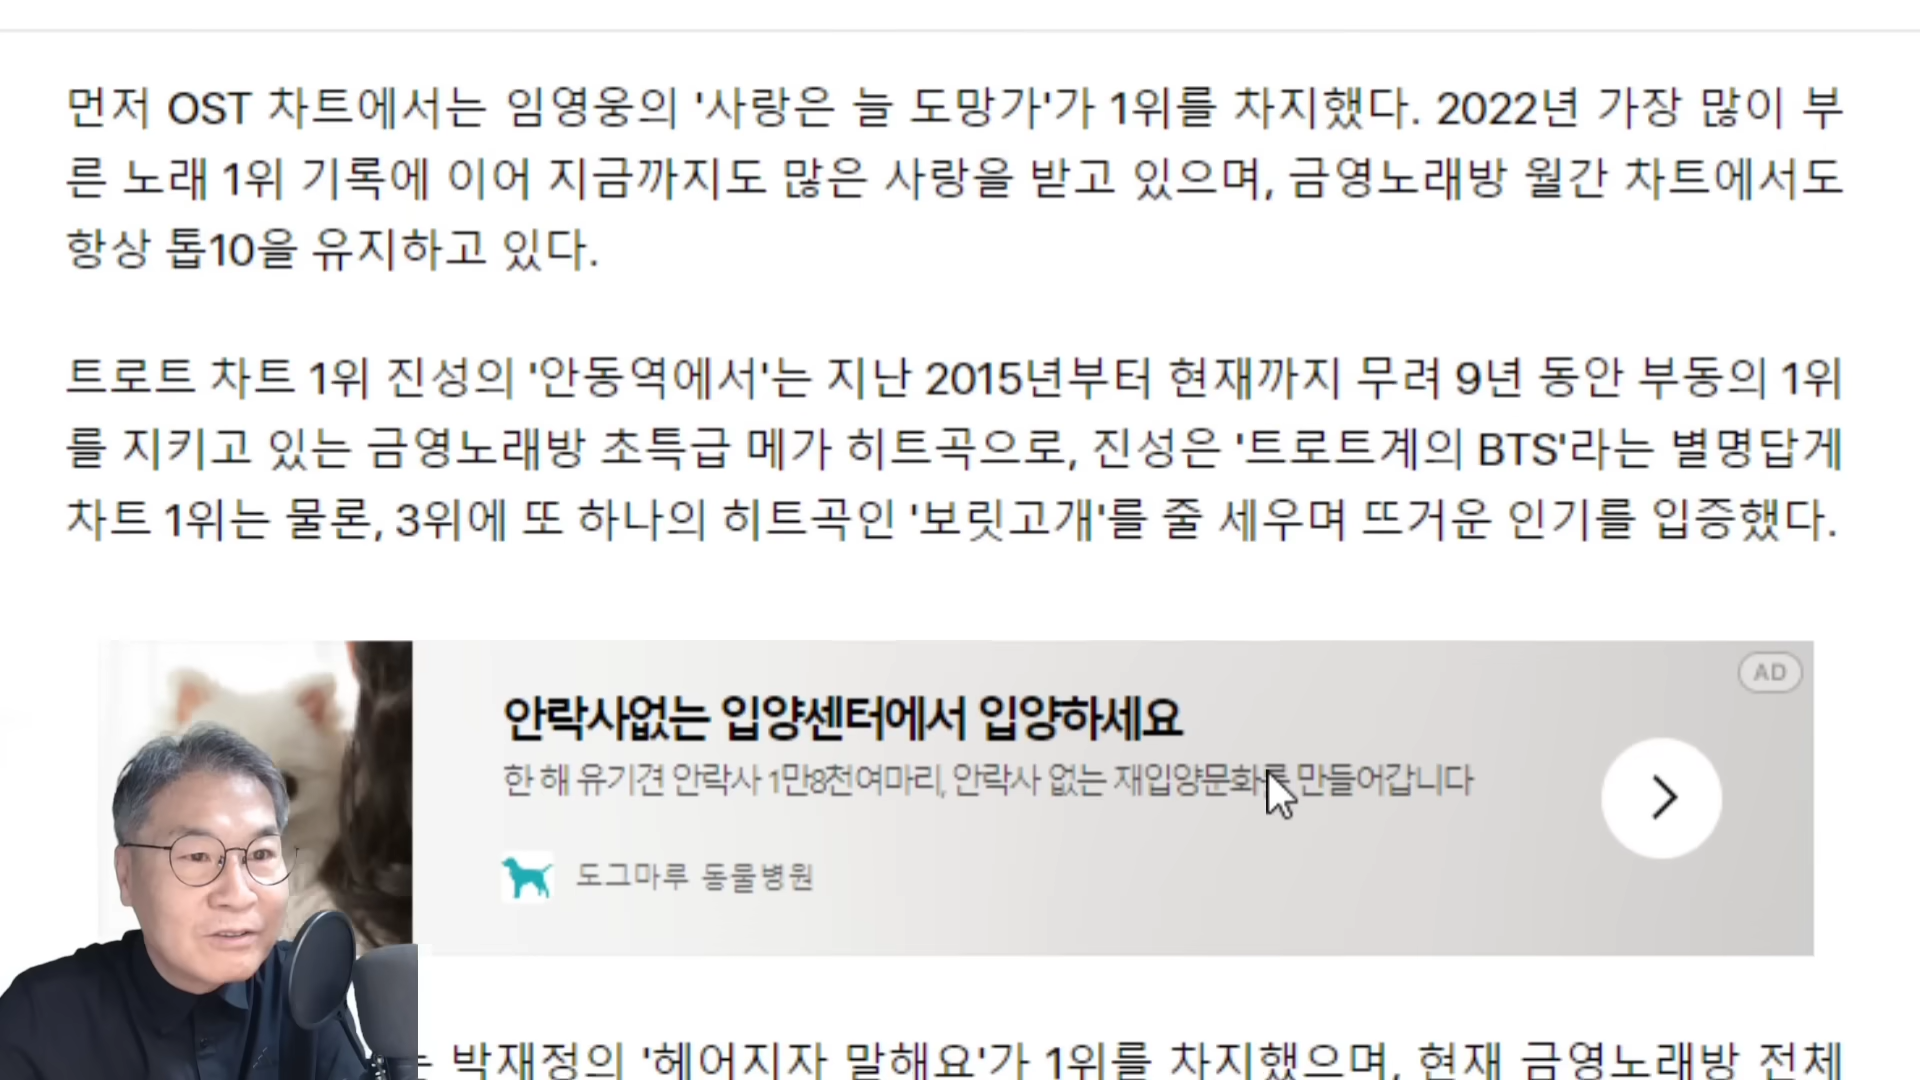 먼저 OST 차트에서는 임영웅의 '사랑은 늘 도망가'가 1위를 차지했다. 2022년 가장 많이 부
른 노래 1위 기록에 이어 지금까지도 많은 사랑을 받고 있으며, 금영노래방 월간 차트에서도
항상 톱10을 유지하고 있다.
트로트 차트 1위 진성의 '안동역에서'는 지난 2015년부터 현재까지 무려 9년 동안 부동의 1위
를 지키고 있는 금영노래방 초특급 메가 히트곡으로, 진성은 '트로트계의 BTS'라는 별명답게
차트 1위는 물론, 3위에 또 하나의 히트곡인 '보릿고개'를 줄 세우며 뜨거운 인기를 입증했다.
AD
안락사없는 입양센터에서 입양하세요
한 해 유기견 안락사 1만8천여마리, 안락사 없는 재입양문화를 만들어갑니다
도그마루 동물병원
박재정의 '헤어지자 말해요'가 1위를 차지했으며, 현재 금영노래방 전체